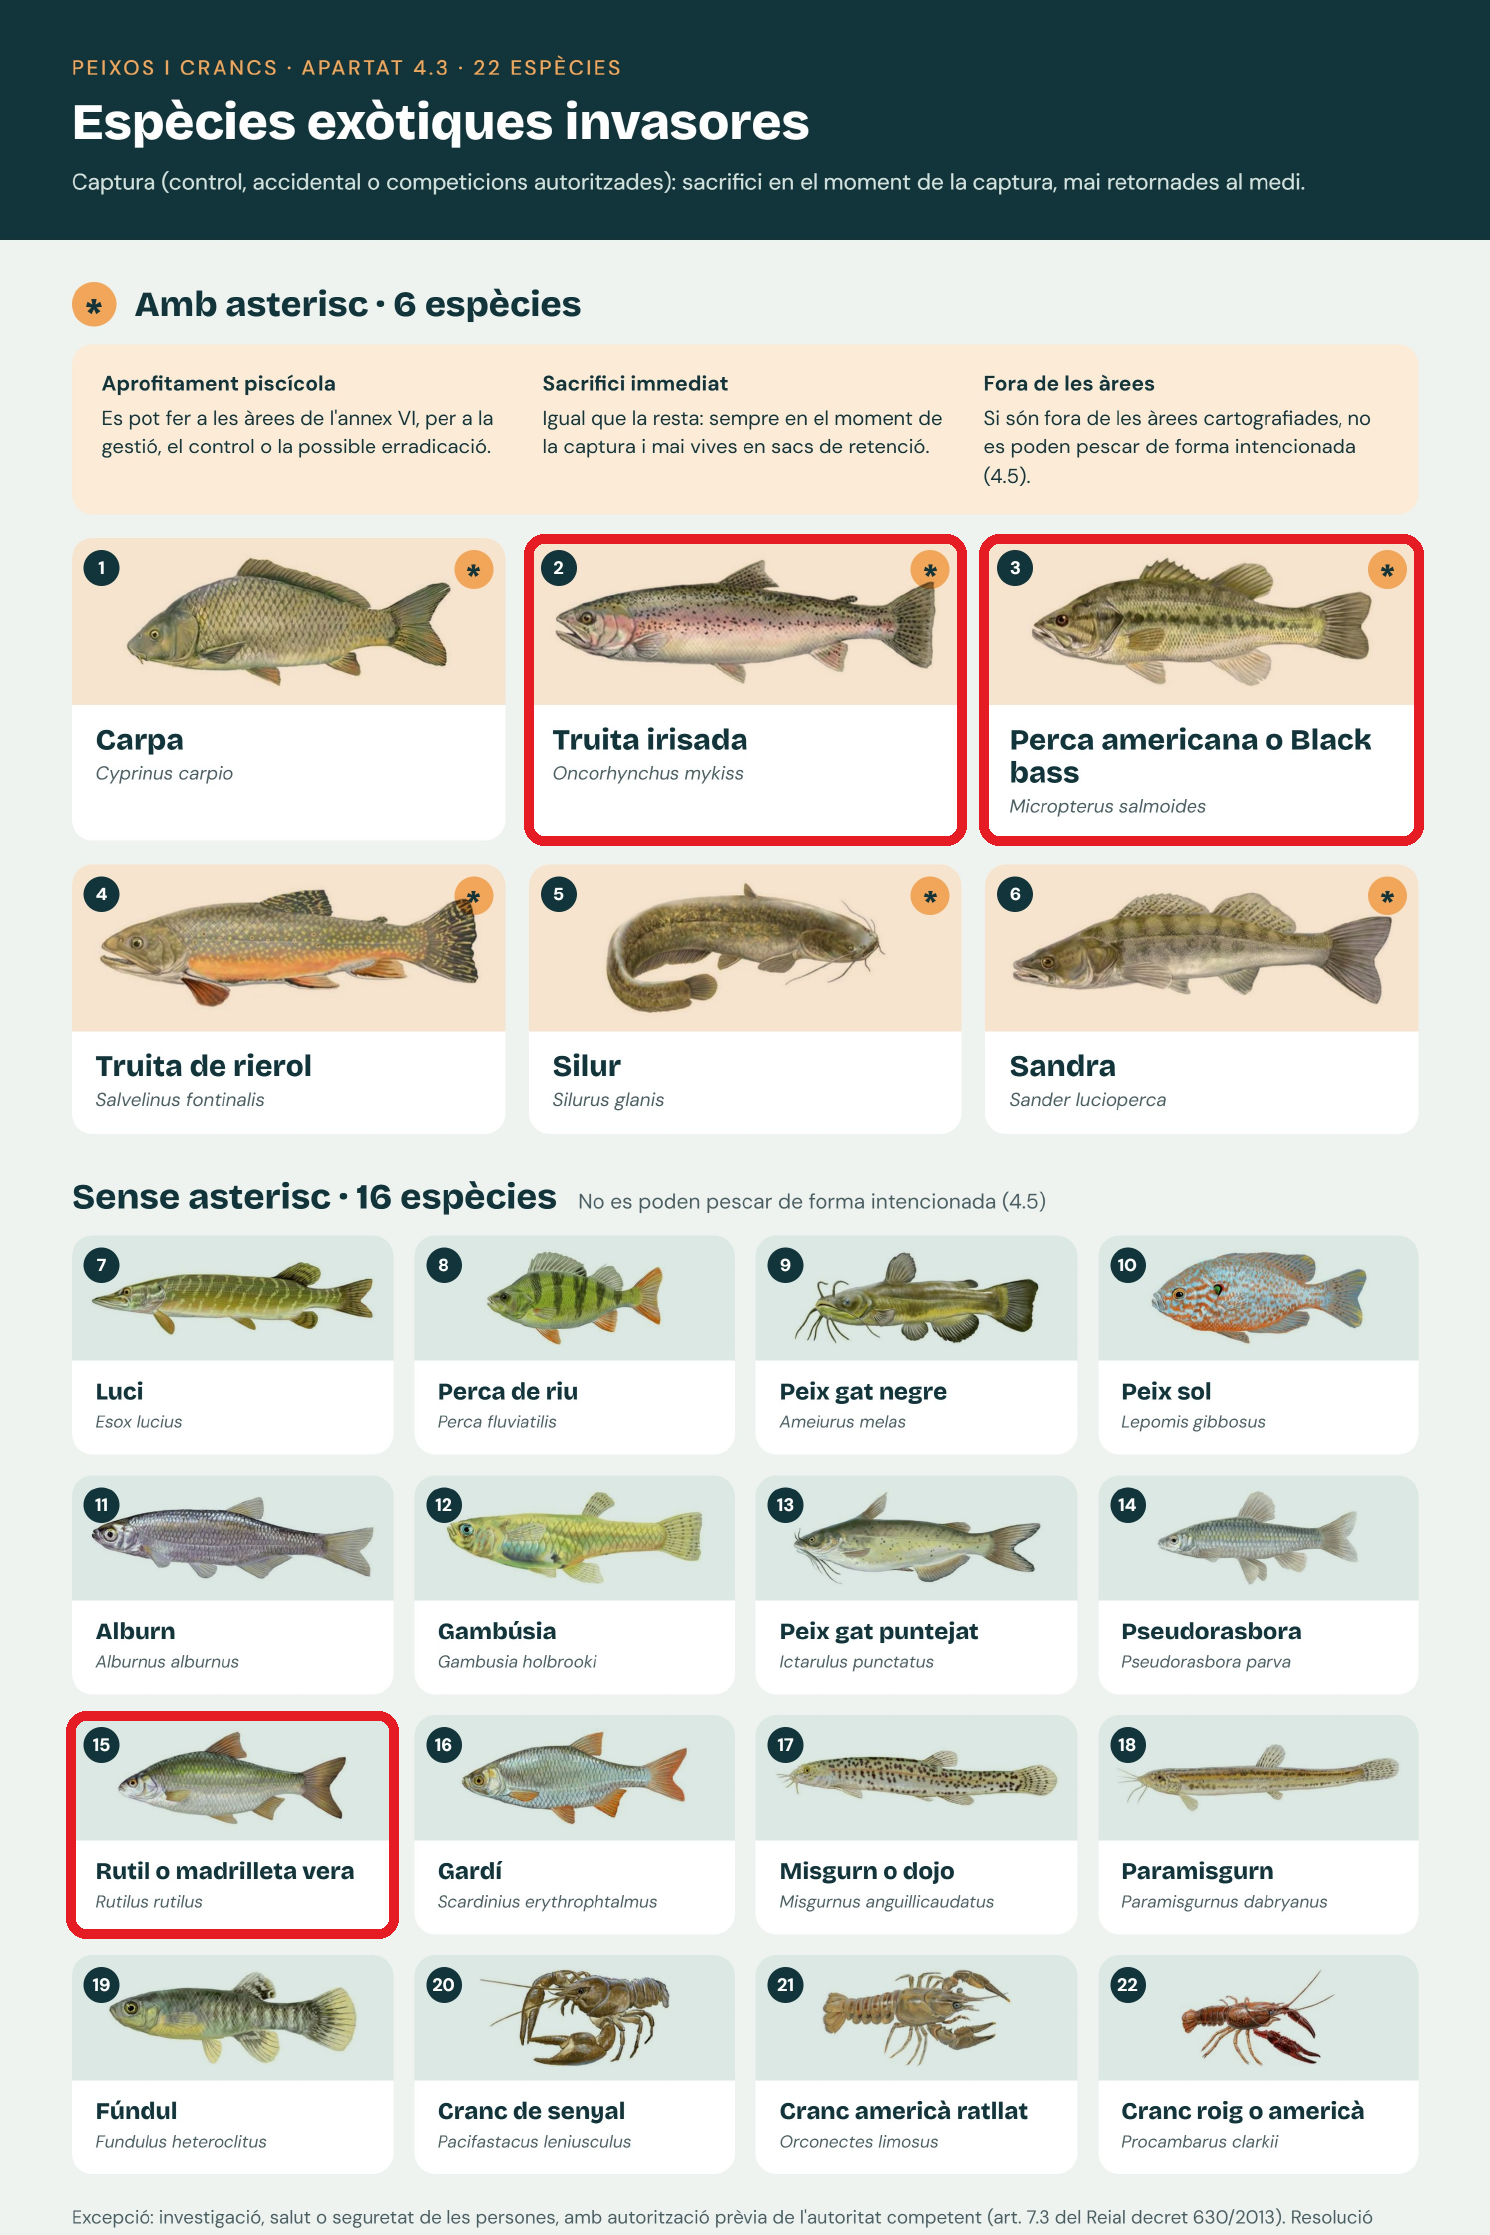 PEIXOS I CRANCS · APARTAT 4.3 · 22 ESPÈCIES
Espècies exòtiques invasores
Captura (control, accidental o competicions autoritzades): sacrifici en el moment de la captura, mai retornades al medi.
* Amb asterisc · 6 espècies
Aprofitament piscícola
Es pot fer a les àrees de l'annex VI, per a la
gestió, el control o la possible erradicació.
Sacrifici immediat
Igual que la resta: sempre en el moment de
la captura i mai vives en sacs de retenció.
Fora de les àrees
Si són fora de les àrees cartografiades, no
es poden pescar de forma intencionada
(4.5).
1 *
Carpa
Cyprinus carpio
2 *
Truita irisada
Oncorhynchus mykiss
3 *
Perca americana o Black
bass
Micropterus salmoides
4 *
Truita de rierol
Salvelinus fontinalis
5 *
Silur
Silurus glanis
6 *
Sandra
Sander lucioperca
Sense asterisc · 16 espècies No es poden pescar de forma intencionada (4.5)
7
Luci
Esox lucius
8
Perca de riu
Perca fluviatilis
9
Peix gat negre
Ameiurus melas
10
Peix sol
Lepomis gibbosus
11
Alburn
Alburnus alburnus
12
Gambúsia
Gambusia holbrooki
13
Peix gat puntejat
Ictarulus punctatus
14
Pseudorasbora
Pseudorasbora parva
15
Rutil o madrilleta vera
Rutilus rutilus
16
Gardí
Scardinius erythrophtalmus
17
Misgurn o dojo
Misgurnus anguillicaudatus
18
Paramisgurn
Paramisgurnus dabryanus
19
Fúndul
Fundulus heteroclitus
20
Cranc de senyal
Pacifastacus leniusculus
21
Cranc americà ratllat
Orconectes limosus
22
Cranc roig o americà
Procambarus clarkii
Excepció: investigació, salut o seguretat de les persones, amb autorització prèvia de l'autoritat competent (art. 7.3 del Reial decret 630/2013). Resolució